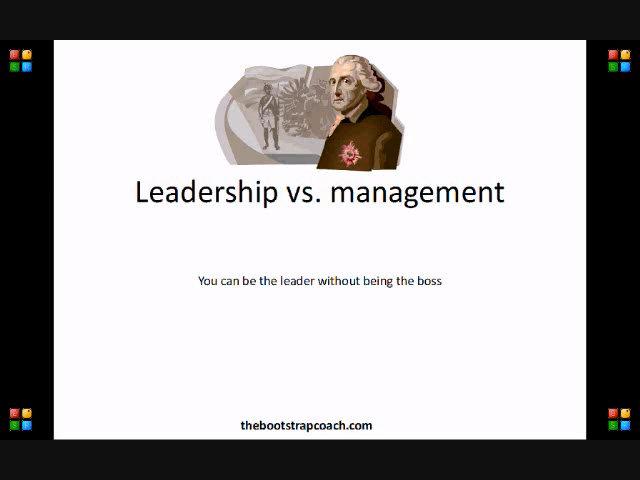 Leadership vs. management
You can be the leader without being the boss
thebootstrapcoach.com